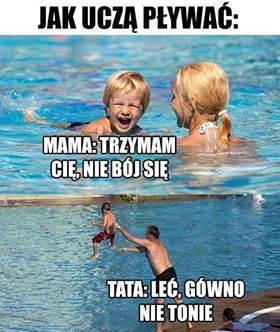 JAK UCZĄ PŁYWAĆ:
MAMA: TRZYMAM
CIĘ, NIE BÓJ SIĘ
TATA: LEĆ, GÓWNO
NIE TONIE